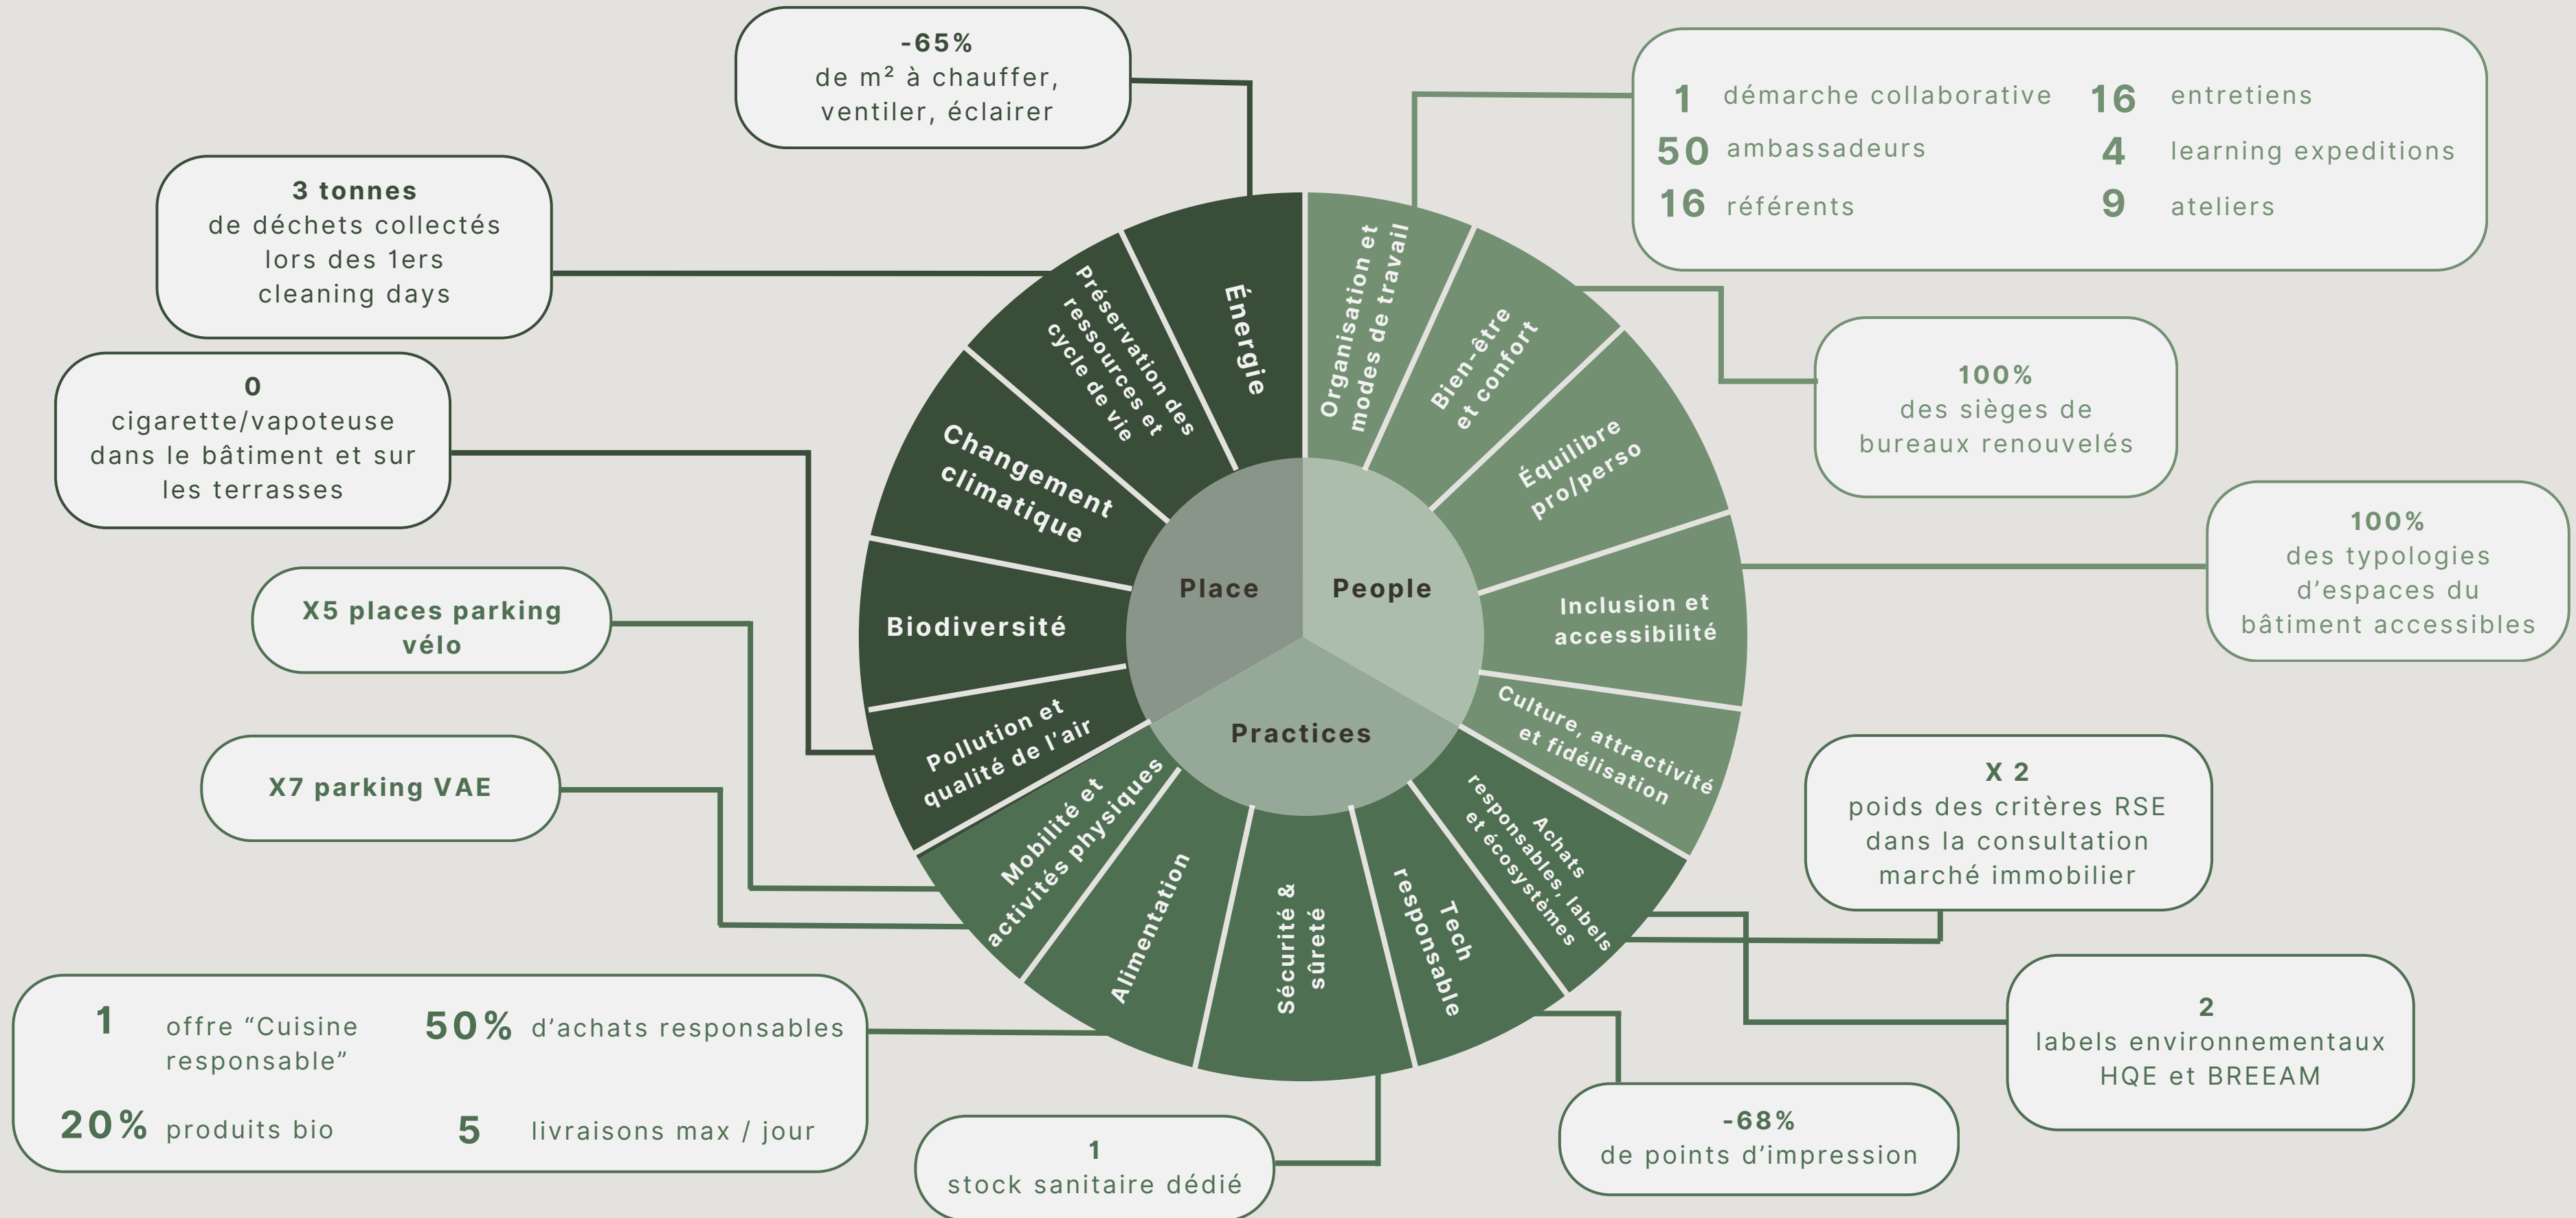 -65%
de m² à chauffer,
ventiler, éclairer
1 démarche collaborative
50 ambassadeurs
16 référents
16 entretiens
4 learning expeditions
9 ateliers
3 tonnes
de déchets collectés
lors des 1ers
cleaning days
100%
des sièges de
bureaux renouvelés
0
cigarette/vapoteuse
dans le bâtiment et sur
les terrasses
100%
des typologies
d’espaces du
bâtiment accessibles
X5 places parking
vélo
X7 parking VAE
X 2
poids des critères RSE
dans la consultation
marché immobilier
2
labels environnementaux
HQE et BREEAM
1 offre “Cuisine
responsable”
50% d’achats responsables
20% produits bio
5 livraisons max / jour
1
stock sanitaire dédié
-68%
de points d’impression
Place
People
Practices
Énergie
Préservation des
ressources et
cycle de vie
Changement
climatique
Biodiversité
Pollution et
qualité de l’air
Organisation et
modes de travail
Bien-être
et confort
Équilibre
pro/perso
Inclusion et
accessibilité
Culture, attractivité
et fidélisation
Achats
responsables, labels
et écosystèmes
Tech
responsable
Sécurité &
sûreté
Alimentation
Mobilité et
activités physiques